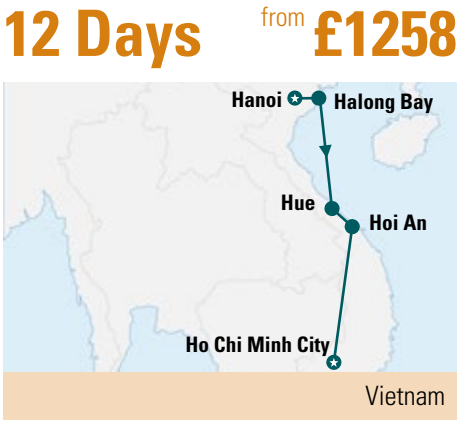 12 Days from £1258
Hanoi Halong Bay
Hue
Hoi An
Ho Chi Minh City
Vietnam